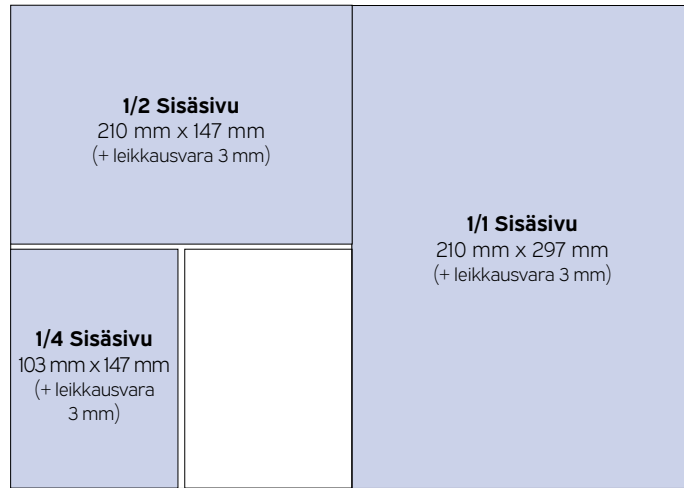 1/2 Sisäsivu
210 mm x 147 mm
(+ leikkausvara 3 mm)
1/1 Sisäsivu
210 mm x 297 mm
(+ leikkausvara 3 mm)
1/4 Sisäsivu
103 mm x 147 mm
(+ leikkausvara
3 mm)